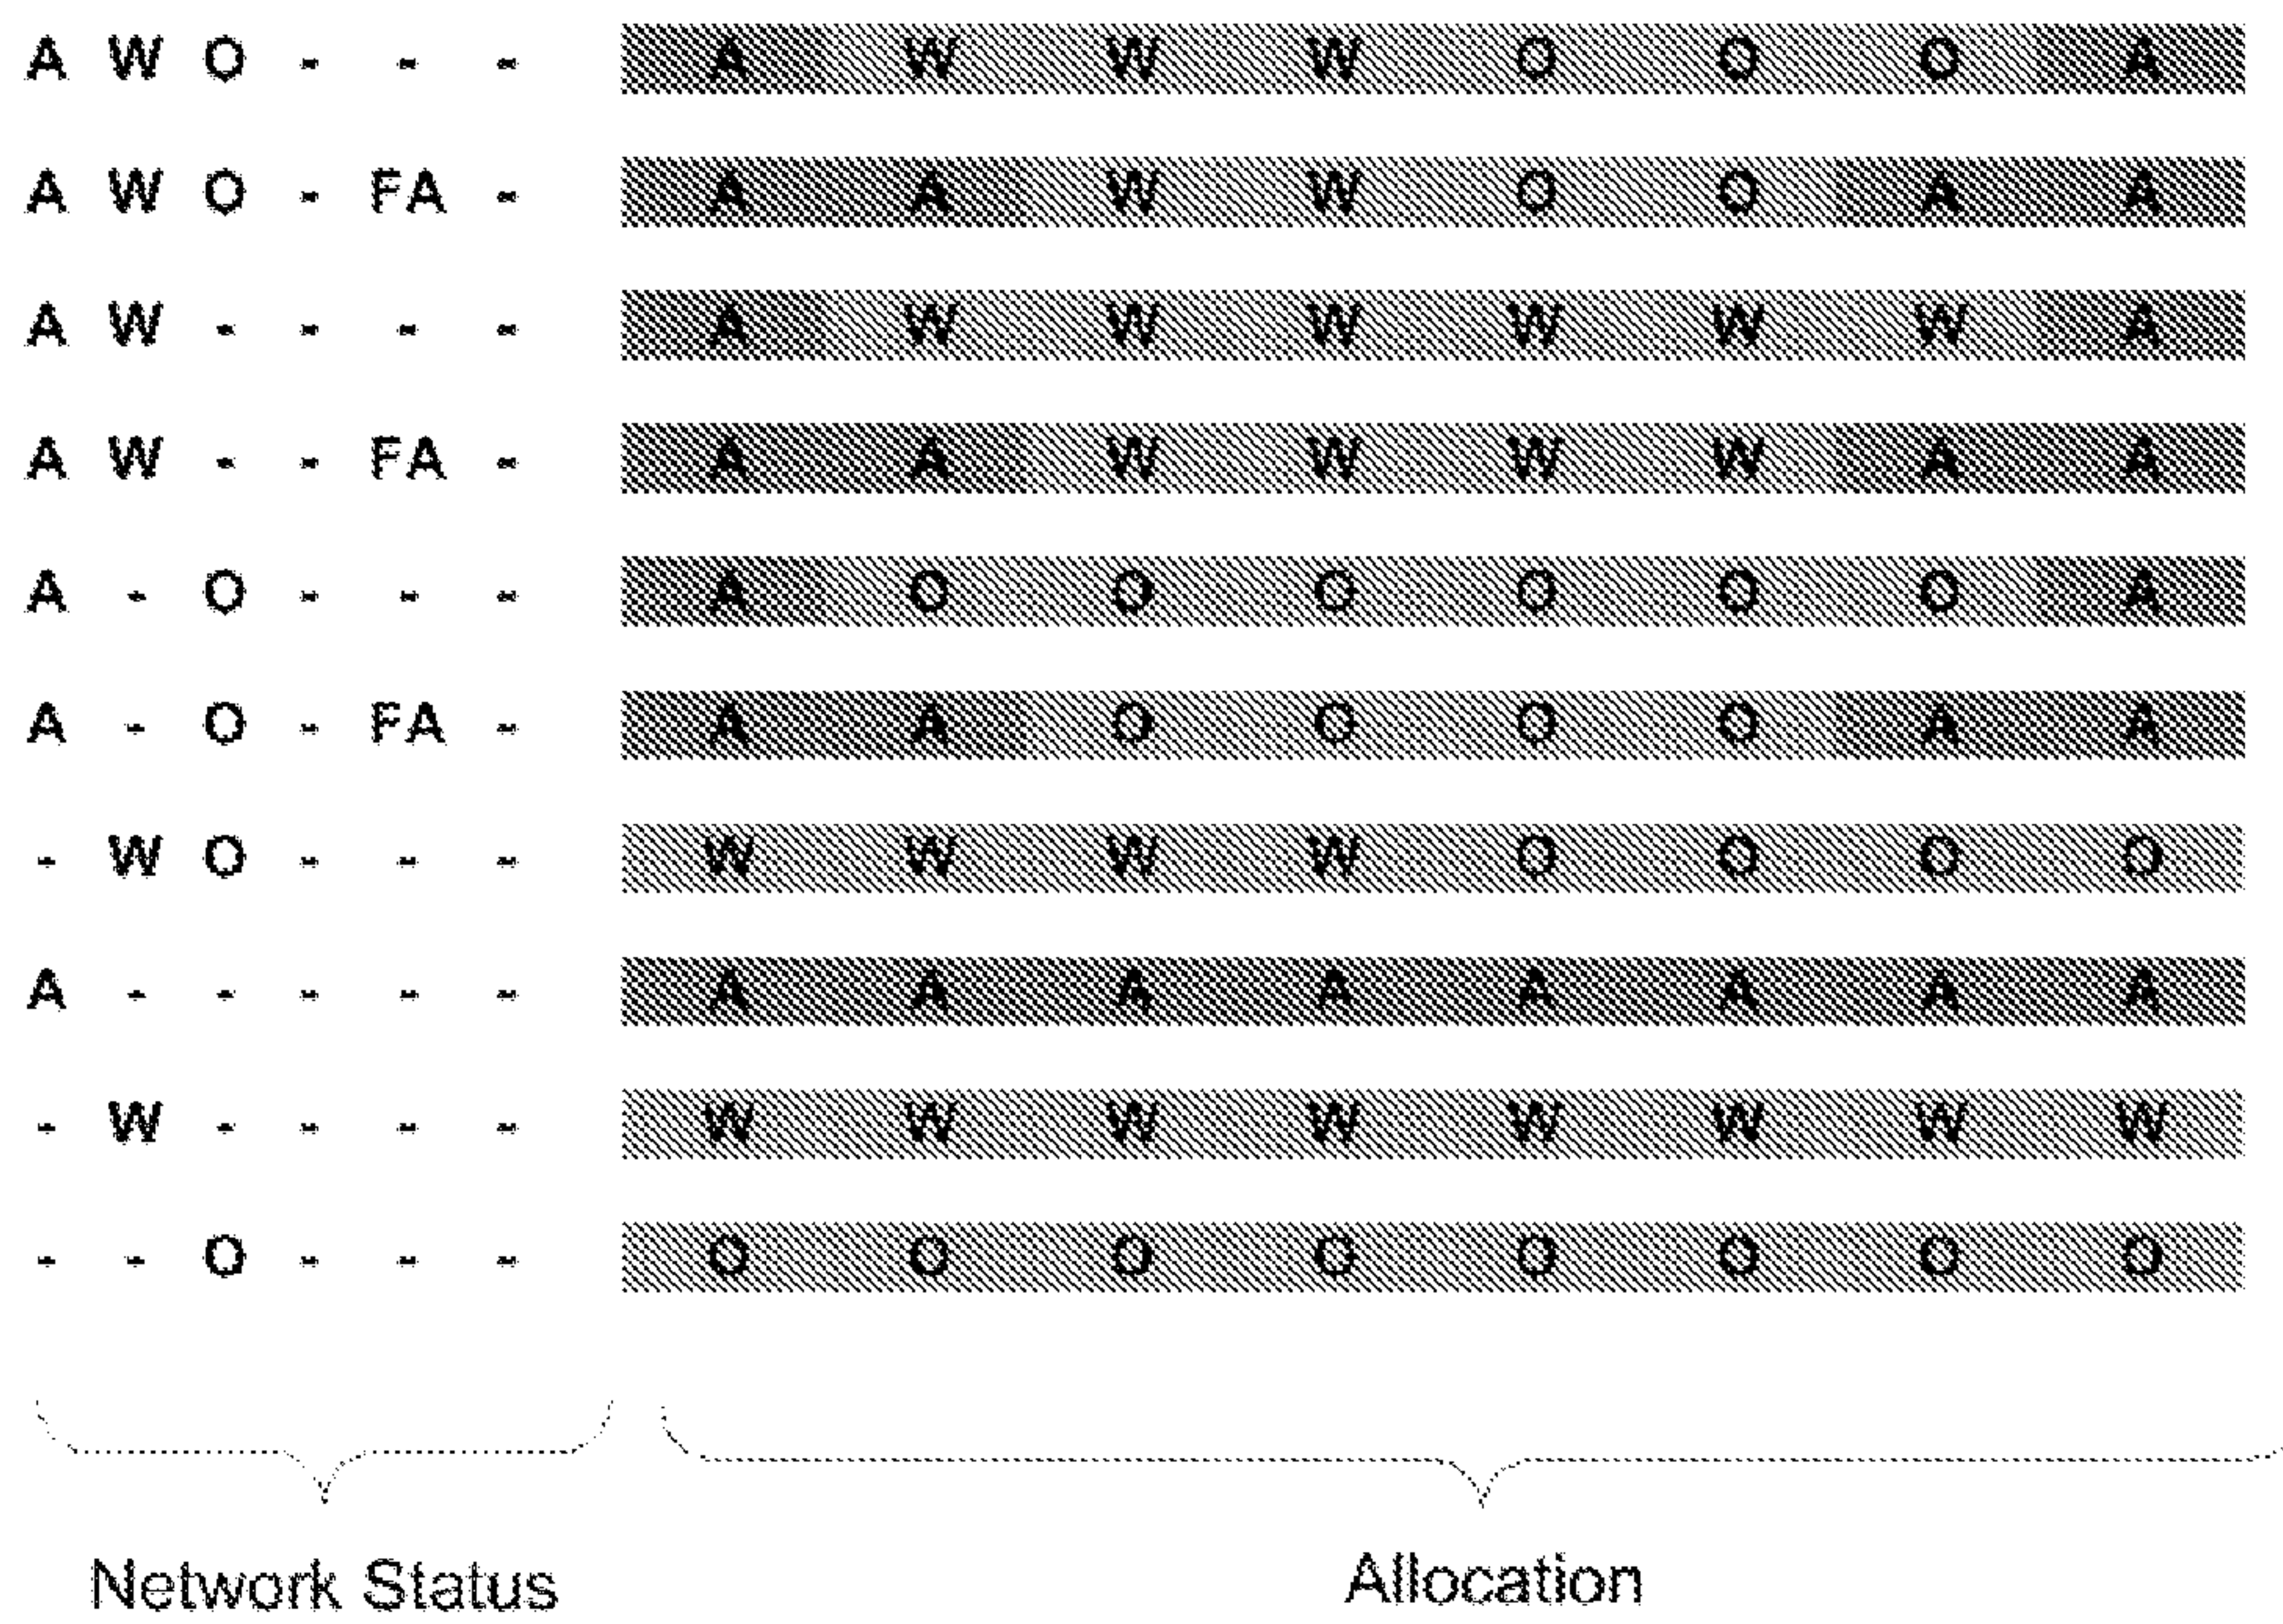 A W O - - - A W W W O O O A
A W O - FA - A A W W O O A A
A W - - - - A W W W W W W A
A W - - FA - A A W W W W A A
A - O - - - A O O O O O O A
A - O - FA - A A O O O O A A
- W O - - - W W W W O O O O
A - - - - - A A A A A A A A
- W - - - - W W W W W W W W
- - O - - - O O O O O O O O
Network Status Allocation